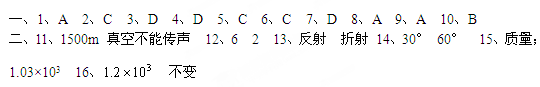 一、1、A 2、C 3、D 4、D 5、C 6、C 7、D 8、A 9、A 10、B
二、11、1500m 真空不能传声 12、6 2 13、反射 折射 14、30° 60° 15、质量;
1.03×10³ 16、1.2×10³ 不变